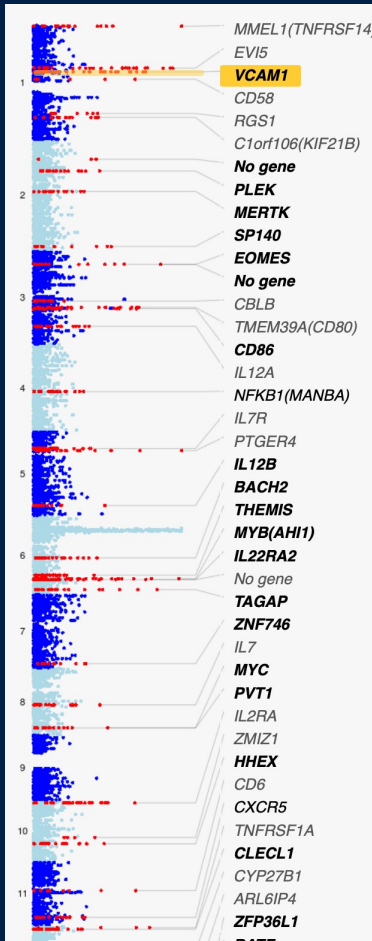 MMEL1(TNFRSF14)
EVI5
VCAM1
CD58
RGS1
C1orf106(KIF21B)
No gene
PLEK
MERTK
SP140
EOMES
No gene
CBLB
TMEM39A(CD80)
CD86
IL12A
NFKB1(MANBA)
IL7R
PTGER4
IL12B
BACH2
THEMIS
MYB(AHI1)
IL22RA2
No gene
TAGAP
ZNF746
IL7
MYC
PVT1
IL2RA
ZMIZ1
HHEX
CD6
CXCR5
TNFRSF1A
CLECL1
CYP27B1
ARL6IP4
ZFP36L1
1
2
3
4
5
6
7
8
9
10
11